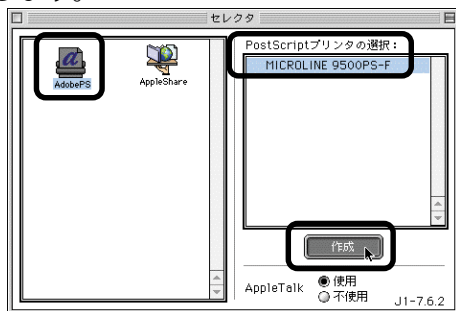 セレクタ
AdobePS
AppleShare
PostScriptプリンタの選択：
MICROLINE 9500PS-F
作成
AppleTalk
使用
不使用
J1-7.6.2